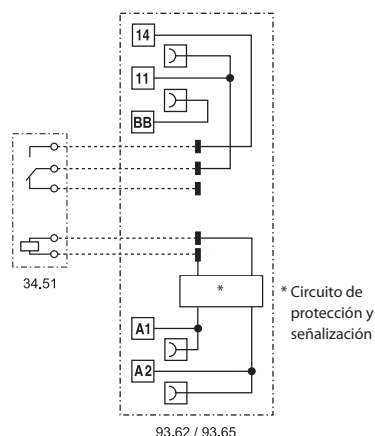 14
11
BB
34.51
*
* Circuito de
protección y
señalización
A1
A2
93.62 / 93.65